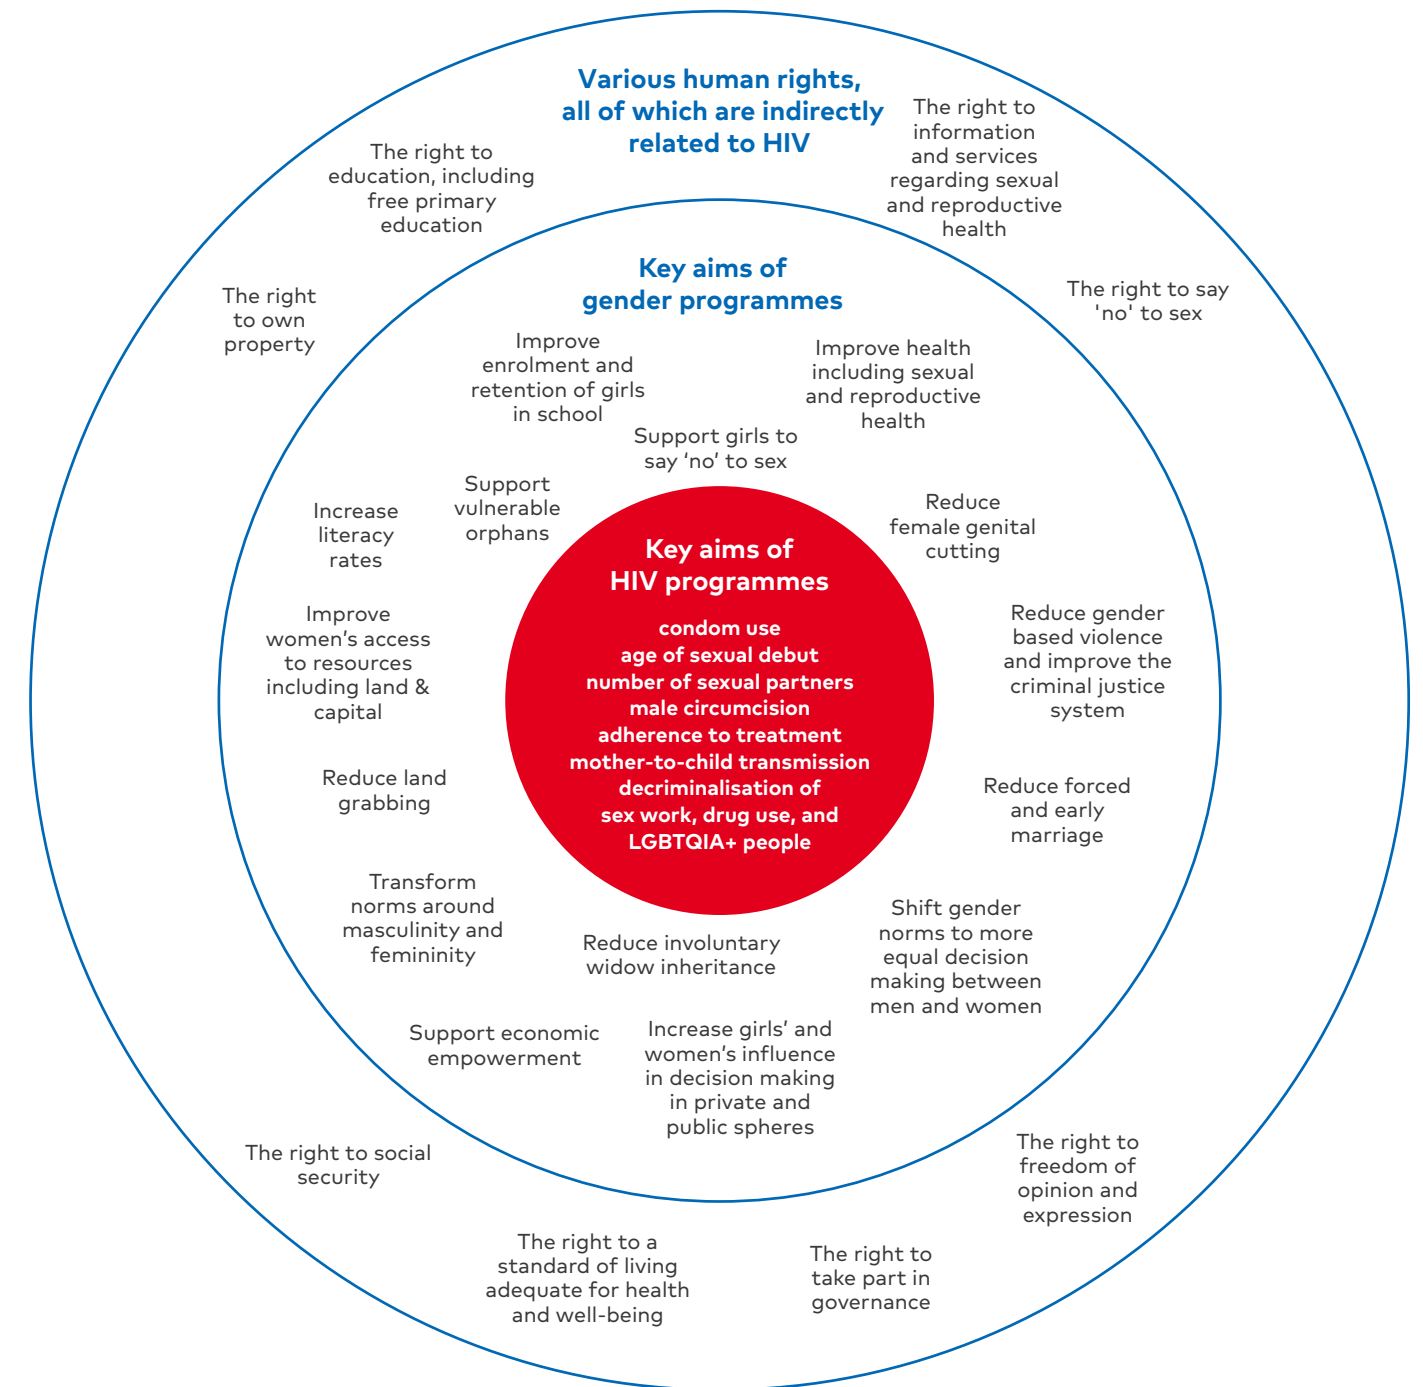 Various human rights,
all of which are indirectly
related to HIV
The right to
education, including
free primary
education
The right to
information
and services
regarding sexual
and reproductive
health
The right
to own
property
The right to say
'no' to sex
Key aims of
gender programmes
Improve
enrolment and
retention of girls
in school
Improve health
including sexual
and reproductive
health
Support girls to
say ‘no’ to sex
Support
vulnerable
orphans
Increase
literacy
rates
Reduce
female genital
cutting
Improve
women’s access
to resources
including land &
capital
Reduce gender
based violence
and improve the
criminal justice
system
Key aims of
HIV programmes
condom use
age of sexual debut
number of sexual partners
male circumcision
adherence to treatment
mother-to-child transmission
decriminalisation of
sex work, drug use, and
LGBTQIA+ people
Reduce land
grabbing
Reduce forced
and early
marriage
Transform
norms around
masculinity and
femininity
Reduce involuntary
widow inheritance
Shift gender
norms to more
equal decision
making between
men and women
Support economic
empowerment
Increase girls’ and
women’s influence
in decision making
in private and
public spheres
The right to social
security
The right to
freedom of
opinion and
expression
The right to a
standard of living
adequate for health
and well-being
The right to
take part in
governance